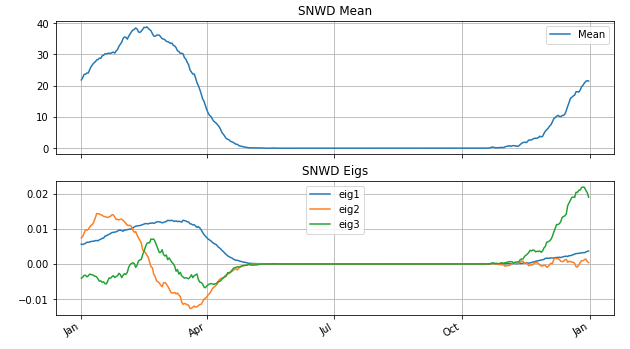 SNWD Mean
40
30
20
10
0
Mean
SNWD Eigs
0.02
0.01
0.00
−0.01
eig1
eig2
eig3
Jan
Apr
Jul
Oct
Jan